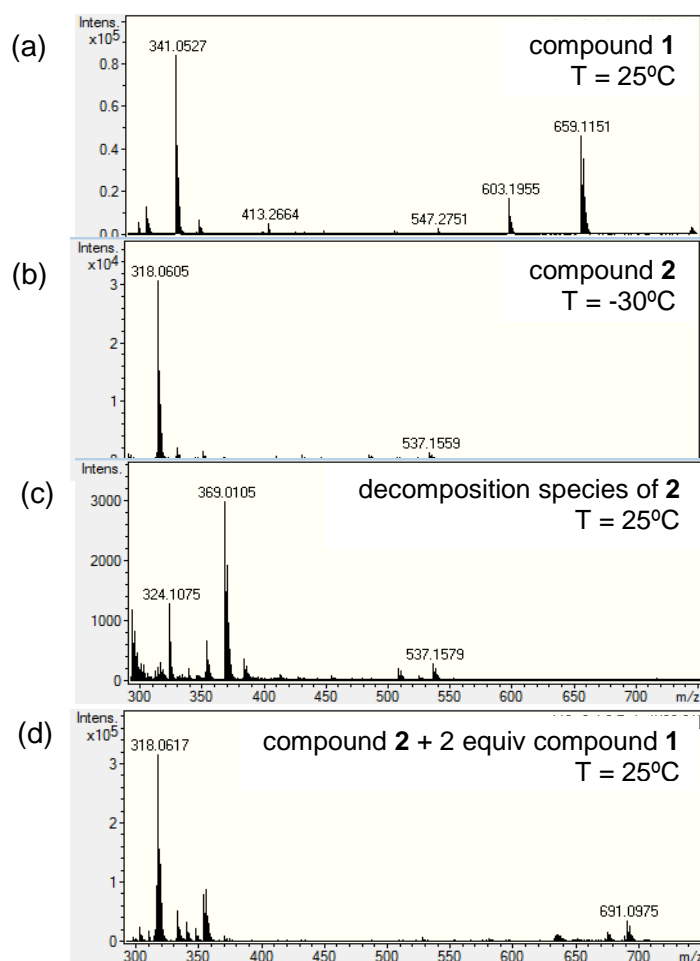 (a)
Intens.
x10⁵
0.8
0.6
0.4
0.2
0.0
341.0527
413.2664
547.2751
603.1955
659.1151
compound 1
T = 25ºC
(b)
Intens.
x10⁴
3
2
1
0
318.0605
537.1559
compound 2
T = -30ºC
(c)
Intens.
3000
2000
1000
0
369.0105
324.1075
537.1579
decomposition species of 2
T = 25ºC
300 350 400 450 500 550 600 650 700 m/z
(d)
Intens.
x10⁵
3
2
1
0
318.0617
691.0975
compound 2 + 2 equiv compound 1
T = 25ºC
300 350 400 450 500 550 600 650 700 m/z